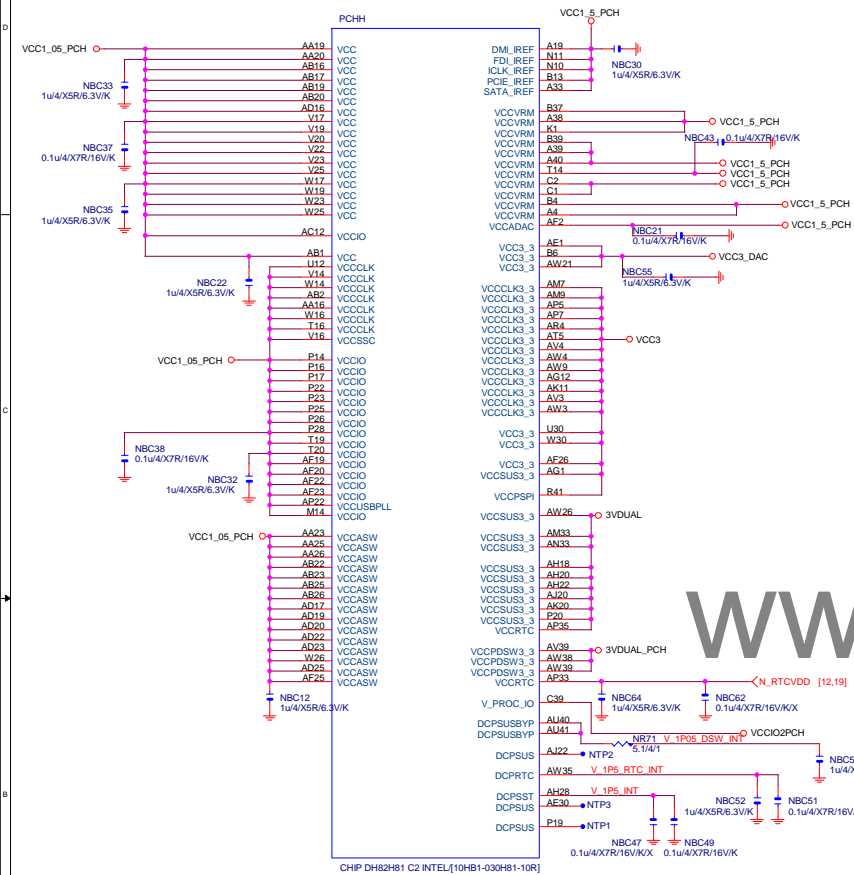 VCC1_5_PCH
D
PCHH
VCC1_05_PCH
AA19 VCC
AA20 VCC
AB16 VCC
AB17 VCC
AB19 VCC
AB20 VCC
AD16 VCC
V17 VCC
V19 VCC
V20 VCC
V22 VCC
V23 VCC
V25 VCC
W17 VCC
W19 VCC
W23 VCC
W25 VCC
AC12 VCCIO
AB1 VCC
U12 VCCCLK
V14 VCCCLK
W14 VCCCLK
AB2 VCCCLK
AA16 VCCCLK
W16 VCCCLK
T16 VCCCLK
V16 VCCSSC
NBC33
1u/4/X5R/6.3V/K
NBC37
0.1u/4/X7R/16V/K
NBC35
1u/4/X5R/6.3V/K
NBC22
1u/4/X5R/6.3V/K
VCC1_05_PCH
C
P14 VCCIO
P16 VCCIO
P17 VCCIO
P22 VCCIO
P23 VCCIO
P25 VCCIO
P26 VCCIO
P28 VCCIO
T19 VCCIO
T20 VCCIO
AF19 VCCIO
AF20 VCCIO
AF22 VCCIO
AF23 VCCIO
AP22 VCCUSBPLL
M14 VCCIO
NBC38
0.1u/4/X7R/16V/K
NBC32
1u/4/X5R/6.3V/K
VCC1_05_PCH
AA23 VCCASW
AA25 VCCASW
AA26 VCCASW
AB22 VCCASW
AB23 VCCASW
AB25 VCCASW
AB26 VCCASW
AD17 VCCASW
AD19 VCCASW
AD20 VCCASW
AD22 VCCASW
AD23 VCCASW
W26 VCCASW
AD25 VCCASW
AF25 VCCASW
NBC12
1u/4/X5R/6.3V/K
B
DMI_IREF A19
FDI_IREF N11
ICLK_IREF N10
PCIE_IREF B13
SATA_IREF A33
NBC30
1u/4/X5R/6.3V/K
VCCVRM B37
VCCVRM A38
VCCVRM K1
VCCVRM B39
VCCVRM A39
VCCVRM A40
VCCVRM T14
VCCVRM C2
VCCVRM C1
VCCVRM B4
VCCVRM A4
VCCADAC AF2
VCC1_5_PCH
NBC43 0.1u/4/X7R/16V/K
VCC1_5_PCH
VCC1_5_PCH
VCC1_5_PCH
VCC1_5_PCH
VCC1_5_PCH
NBC21
0.1u/4/X7R/16V/K
VCC3_3 AE1
VCC3_3 B6
VCC3_3 AW21
VCC3_DAC
NBC55
1u/4/X5R/6.3V/K
VCCCLK3_3 AM7
VCCCLK3_3 AM9
VCCCLK3_3 AP5
VCCCLK3_3 AP7
VCCCLK3_3 AR4
VCCCLK3_3 AT5
VCCCLK3_3 AV4
VCCCLK3_3 AW4
VCCCLK3_3 AW9
VCCCLK3_3 AG12
VCCCLK3_3 AK11
VCCCLK3_3 AV3
VCCCLK3_3 AW3
VCC3
VCC3_3 U30
VCC3_3 W30
VCC3_3 AF26
VCCSUS3_3 AG1
VCCPSPI R41
VCCSUS3_3 AW26
3VDUAL
VCCSUS3_3 AM33
VCCSUS3_3 AN33
VCCSUS3_3 AH18
VCCSUS3_3 AH20
VCCSUS3_3 AH22
VCCSUS3_3 AJ20
VCCSUS3_3 AK20
VCCSUS3_3 P20
VCCRTC AP35
VCCPDSW3_3 AV39
VCCPDSW3_3 AW38
VCCPDSW3_3 AW39
3VDUAL_PCH
VCCRTC AP33
N_RTCVDD [12,19]
NBC64
1u/4/X5R/6.3V/K
NBC62
0.1u/4/X7R/16V/K/X
V_PROC_IO C39
VCCIO2PCH
DCPSUSBYP AU40
DCPSUSBYP AU41
NR71 V_1P05_DSW_INT
5.1/4/1
DCPSUS AJ22 NTP2
DCPRTC AW35 V_1P5_RTC_INT
DCPSST AH28 V_1P5_INT
DCPSUS AE30 NTP3
DCPSUS P19 NTP1
NBC52
1u/4/X5R/6.3V/K
NBC51
NBC47
0.1u/4/X7R/16V/K/X
NBC49
0.1u/4/X7R/16V/K
CHIP DH82H81 C2 INTEL/[10HB1-030H81-10R]